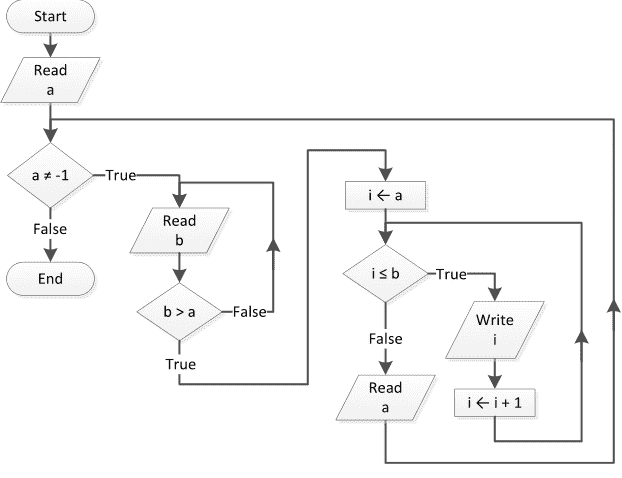 Start
Read
a
a ≠ -1
True
False
End
Read
b
b > a
False
True
i ← a
i ≤ b
True
False
Write
i
i ← i + 1
Read
a